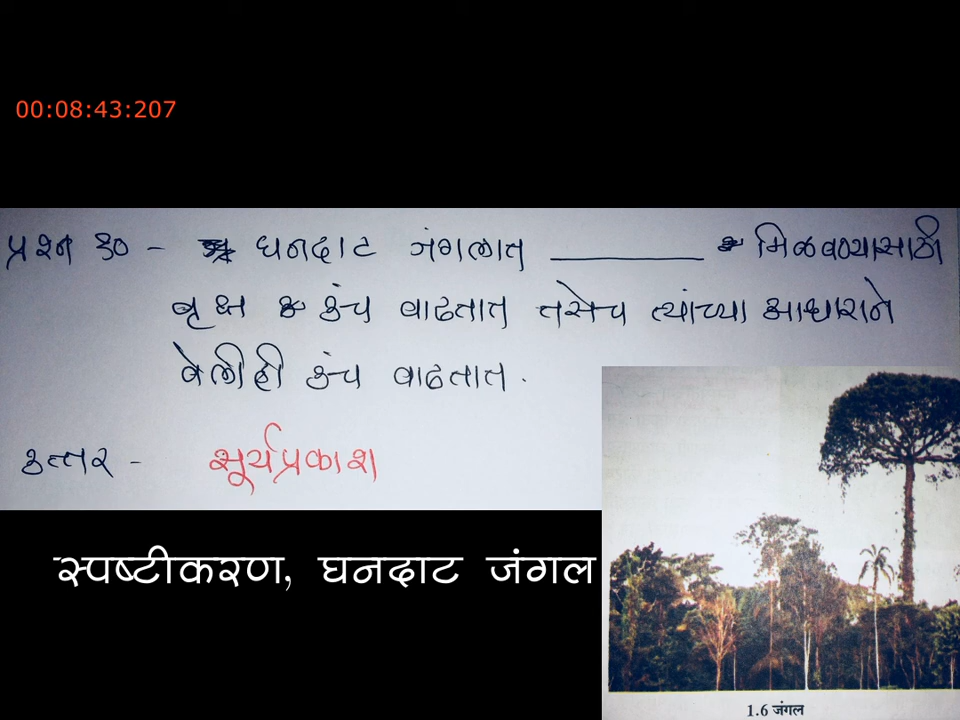 00:08:43:207
प्रश्न ३० - घनदाट जंगलात ________ मिळवण्यासाठी
वृक्ष उंच वाढतात तसेच त्यांच्या आधाराने
वेलीही उंच वाढतात.
उत्तर - सूर्यप्रकाश
स्पष्टीकरण, घनदाट जंगल
1.6 जंगल